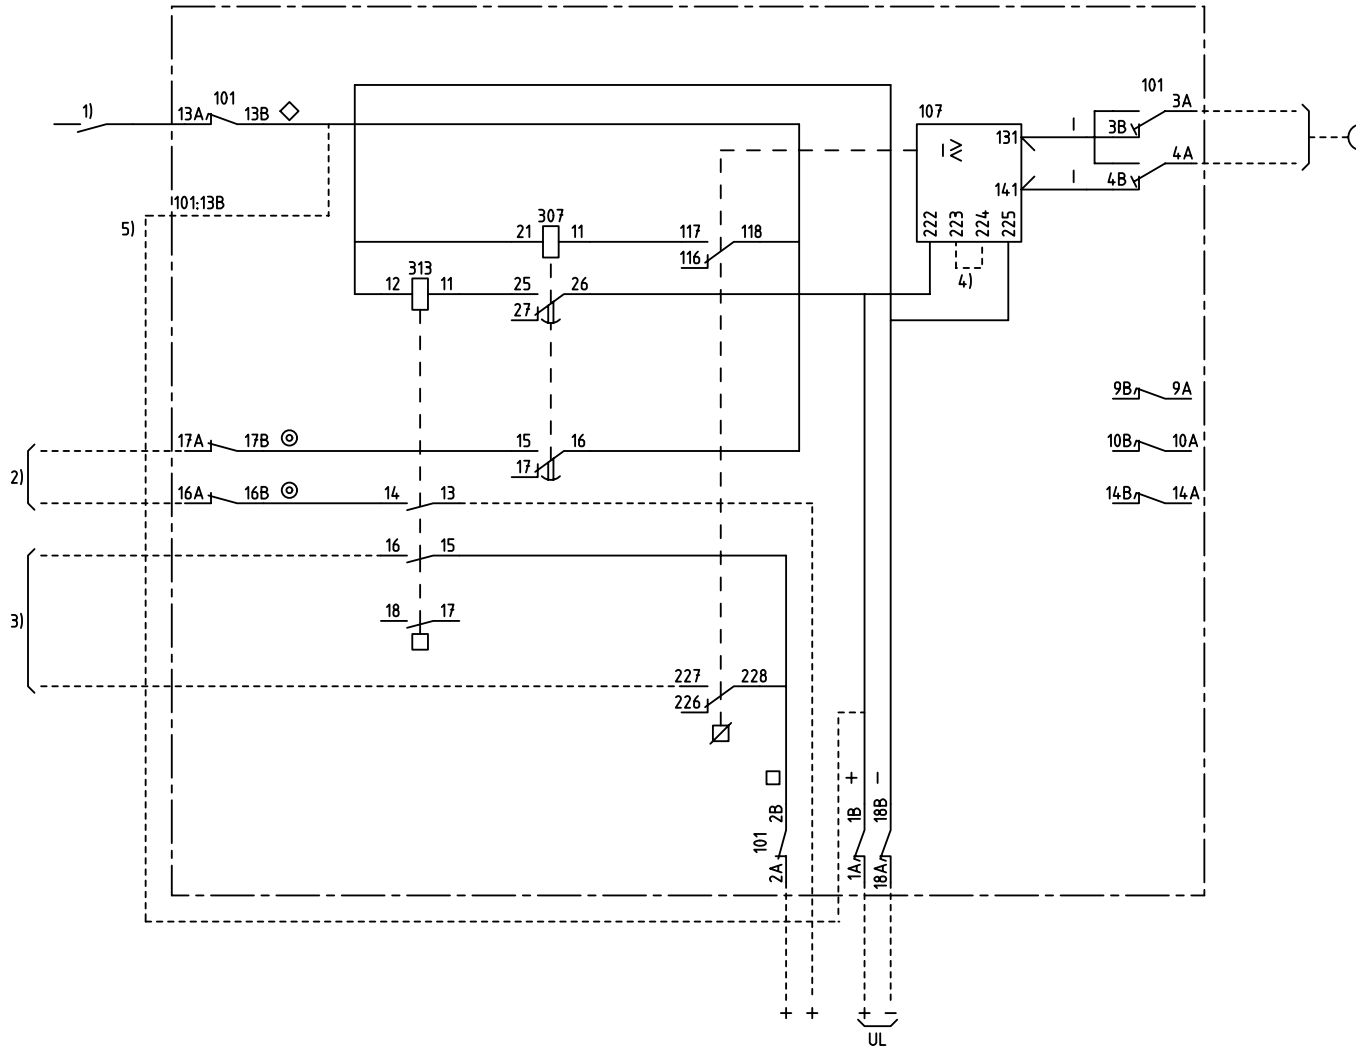 101
1) 13A 101 13B 107 3A
I 3B
131
4A
I 4B
141
101:13B
5) 222 223 224 225
307
21 11 117 118
116
313 4)
12 11 25 26
27
9B 9A
17A 17B 15 16 10B 10A
17
2)
16A 16B 14 13 14B 14A
16 15
3) 18 17
227 228
226
+ −
2B 1B 18B
101
2A 1A 18A
+ + + −
UL